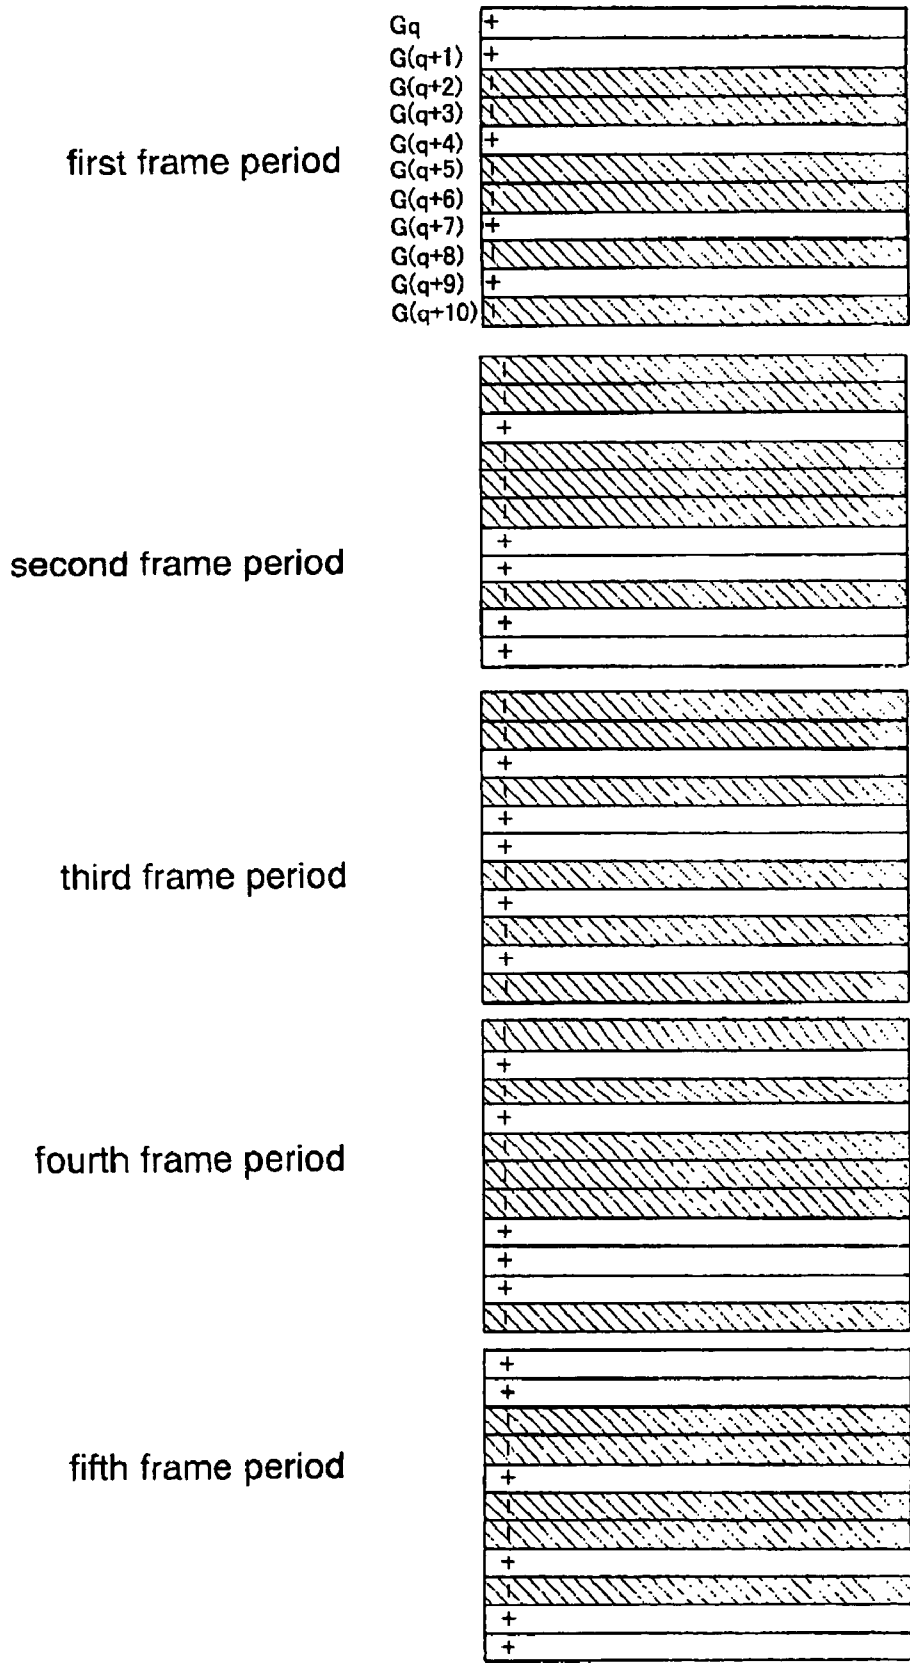 Gq +
G(q+1) +
G(q+2) -
G(q+3) -
first frame period G(q+4) +
G(q+5) -
G(q+6) -
G(q+7) +
G(q+8) -
G(q+9) +
G(q+10) -
-
-
+
-
-
-
second frame period +
+
-
+
+
-
-
+
-
+
+
third frame period -
+
-
+
-
-
+
-
+
fourth frame period -
-
-
+
+
+
-
+
+
-
-
fifth frame period +
-
-
+
-
+
+